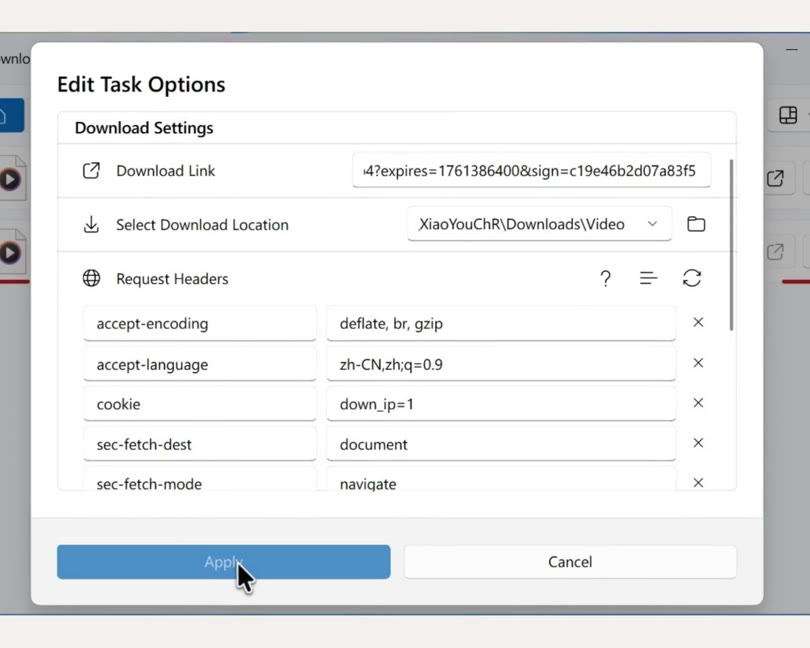 ownlo
Edit Task Options
Download Settings
Download Link
4?expires=1761386400&sign=c19e46b2d07a83f5
Select Download Location
XiaoYouChR\Downloads\Video
Request Headers
?
accept-encoding
deflate, br, gzip
accept-language
zh-CN,zh;q=0.9
cookie
down_ip=1
sec-fetch-dest
document
sec-fetch-mode
navigate
Apply
Cancel